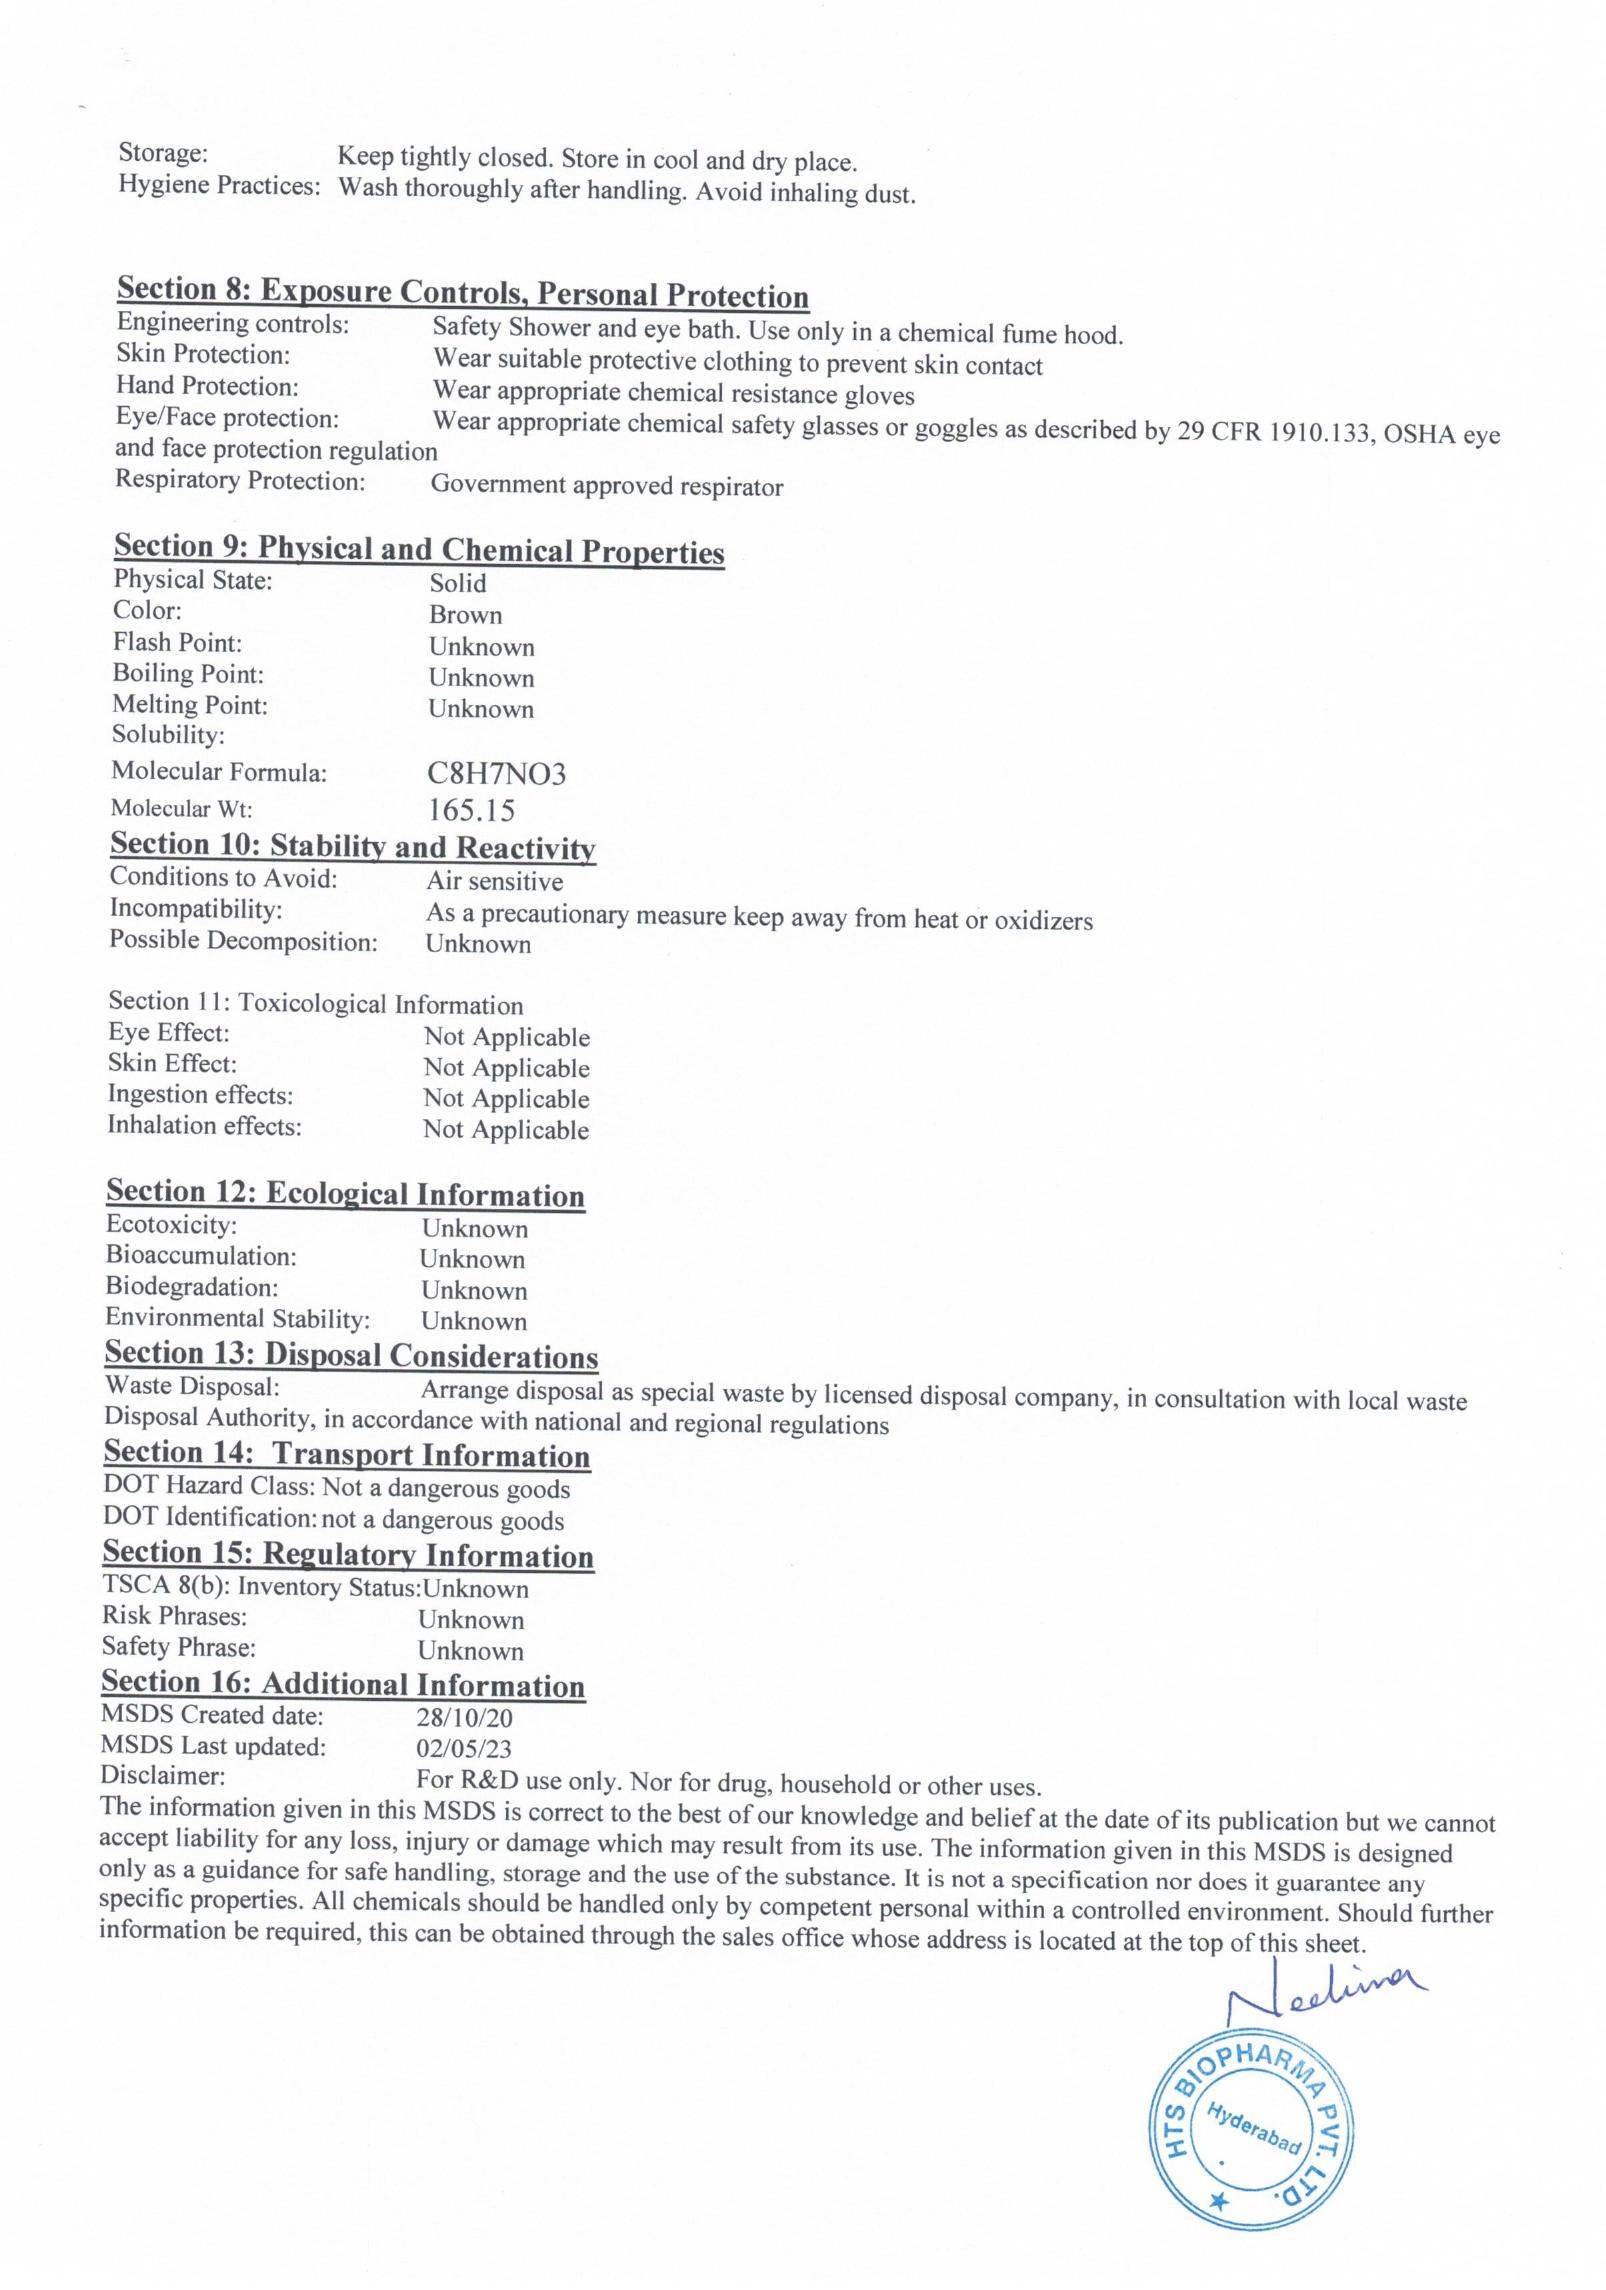 Storage: Keep tightly closed. Store in cool and dry place.
Hygiene Practices: Wash thoroughly after handling. Avoid inhaling dust.
Section 8: Exposure Controls, Personal Protection
Engineering controls: Safety Shower and eye bath. Use only in a chemical fume hood.
Skin Protection: Wear suitable protective clothing to prevent skin contact
Hand Protection: Wear appropriate chemical resistance gloves
Eye/Face protection: Wear appropriate chemical safety glasses or goggles as described by 29 CFR 1910.133, OSHA eye
and face protection regulation
Respiratory Protection: Government approved respirator
Section 9: Physical and Chemical Properties
Physical State: Solid
Color: Brown
Flash Point: Unknown
Boiling Point: Unknown
Melting Point: Unknown
Solubility:
Molecular Formula: C8H7NO3
Molecular Wt: 165.15
Section 10: Stability and Reactivity
Conditions to Avoid: Air sensitive
Incompatibility: As a precautionary measure keep away from heat or oxidizers
Possible Decomposition: Unknown
Section 11: Toxicological Information
Eye Effect: Not Applicable
Skin Effect: Not Applicable
Ingestion effects: Not Applicable
Inhalation effects: Not Applicable
Section 12: Ecological Information
Ecotoxicity: Unknown
Bioaccumulation: Unknown
Biodegradation: Unknown
Environmental Stability: Unknown
Section 13: Disposal Considerations
Waste Disposal: Arrange disposal as special waste by licensed disposal company, in consultation with local waste
Disposal Authority, in accordance with national and regional regulations
Section 14: Transport Information
DOT Hazard Class: Not a dangerous goods
DOT Identification: not a dangerous goods
Section 15: Regulatory Information
TSCA 8(b): Inventory Status:Unknown
Risk Phrases: Unknown
Safety Phrase: Unknown
Section 16: Additional Information
MSDS Created date: 28/10/20
MSDS Last updated: 02/05/23
Disclaimer: For R&D use only. Nor for drug, household or other uses.
The information given in this MSDS is correct to the best of our knowledge and belief at the date of its publication but we cannot
accept liability for any loss, injury or damage which may result from its use. The information given in this MSDS is designed
only as a guidance for safe handling, storage and the use of the substance. It is not a specification nor does it guarantee any
specific properties. All chemicals should be handled only by competent personal within a controlled environment. Should further
information be required, this can be obtained through the sales office whose address is located at the top of this sheet.
Neelima
HTS BIOPHARMA PVT. LTD.
Hyderabad